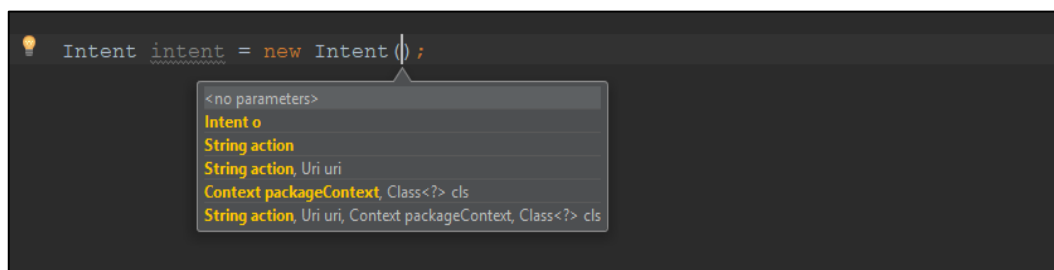 Intent intent = new Intent();
<no parameters>
Intent o
String action
String action, Uri uri
Context packageContext, Class<?> cls
String action, Uri uri, Context packageContext, Class<?> cls